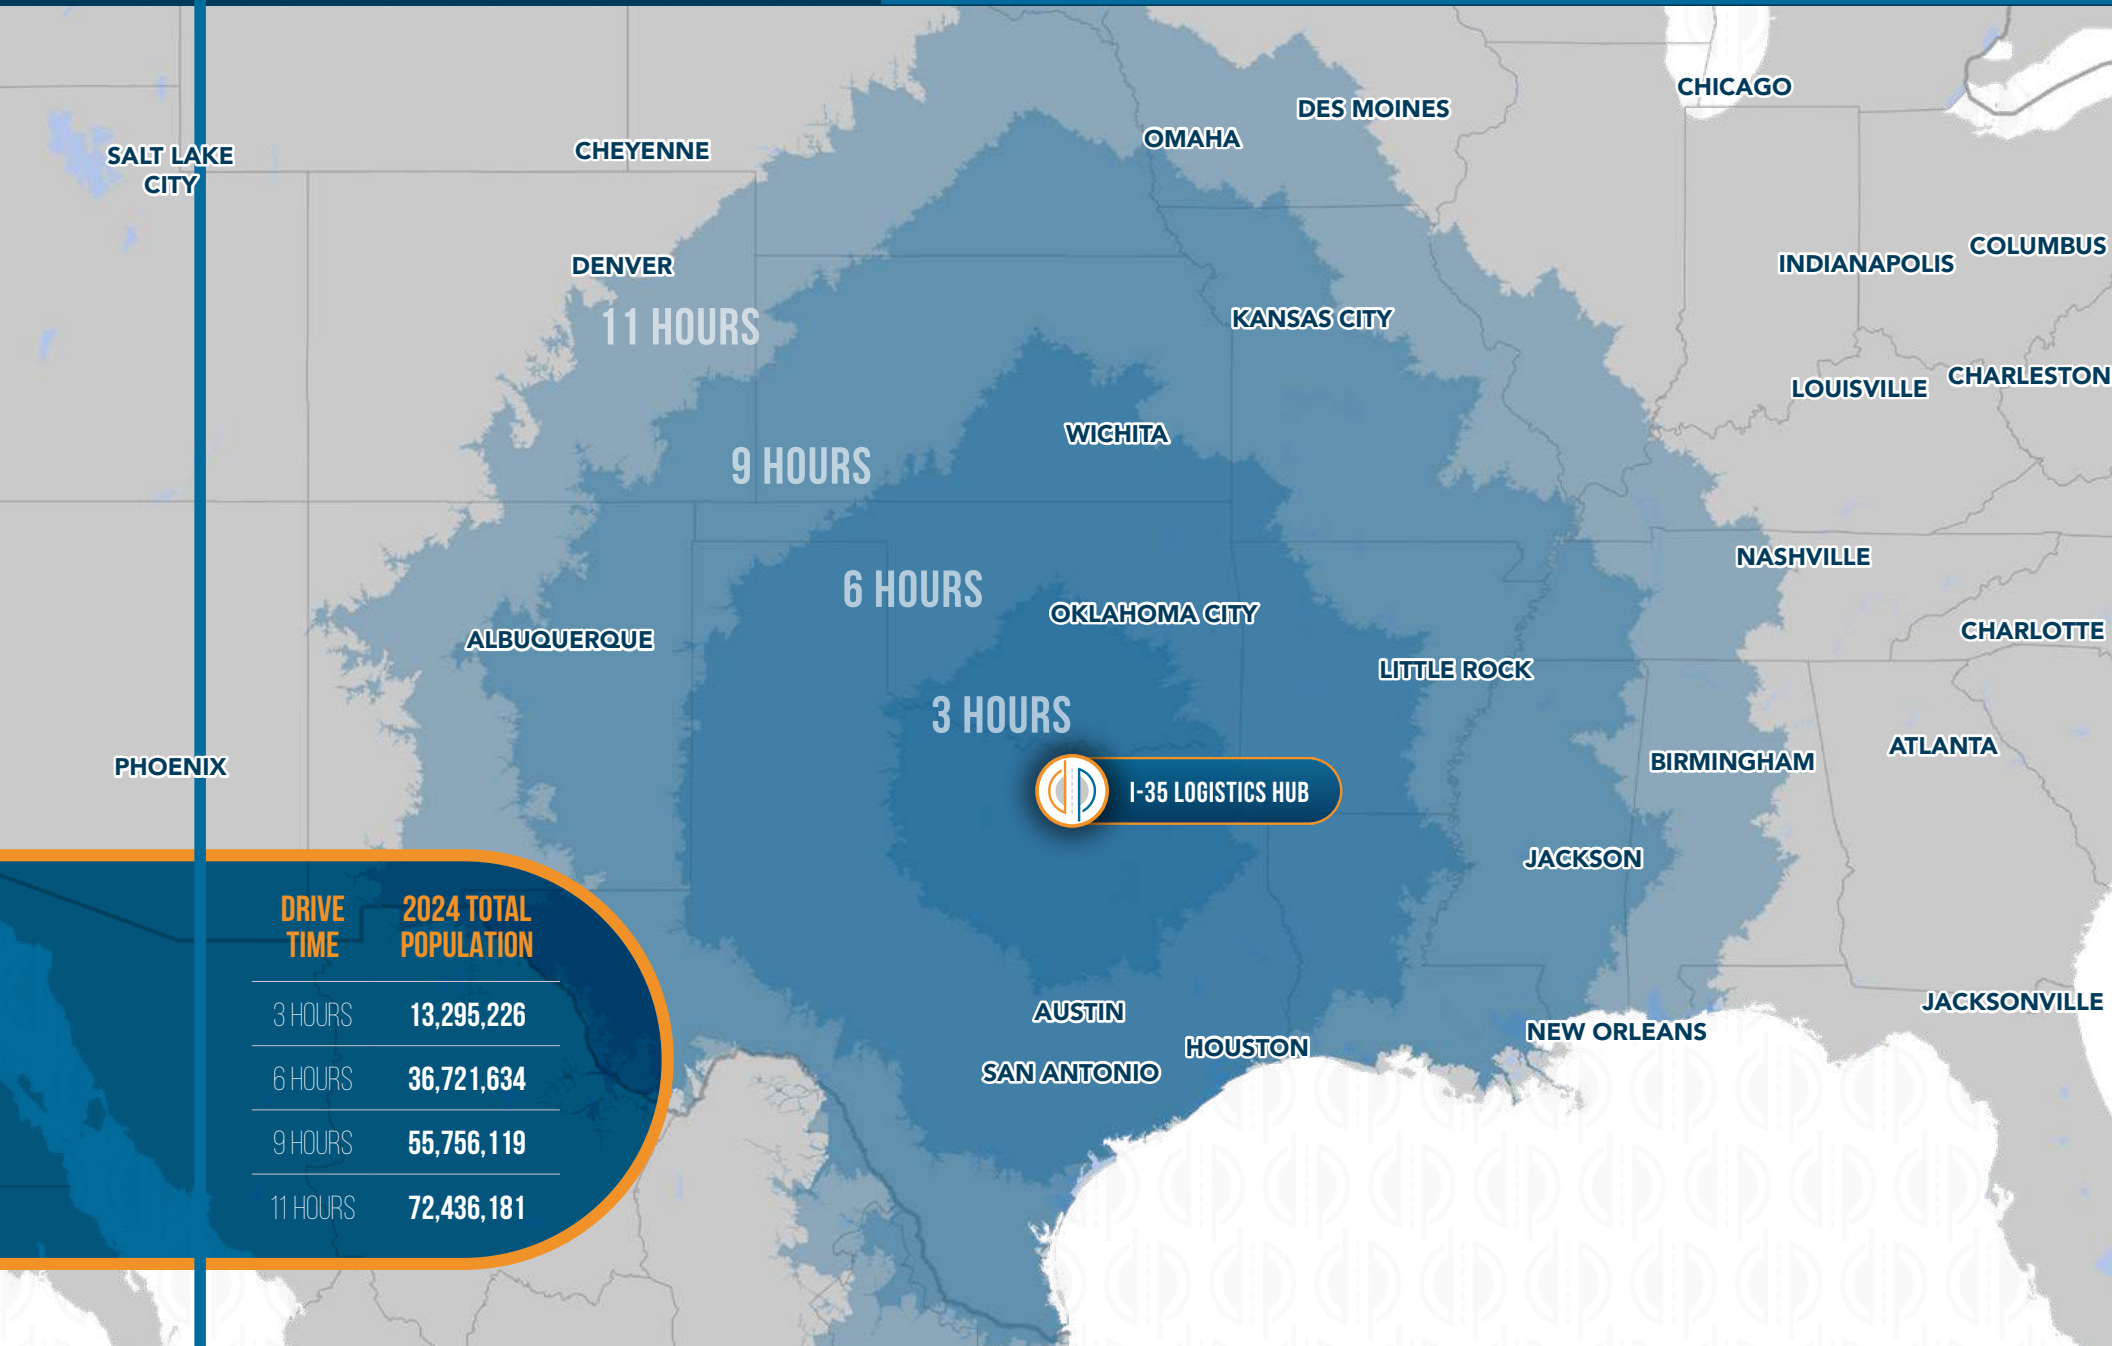 CHICAGO
DES MOINES
OMAHA
CHEYENNE
SALT LAKE
CITY
COLUMBUS
INDIANAPOLIS
DENVER
11 HOURS
KANSAS CITY
CHARLESTON
LOUISVILLE
WICHITA
9 HOURS
NASHVILLE
6 HOURS
OKLAHOMA CITY
CHARLOTTE
ALBUQUERQUE
LITTLE ROCK
3 HOURS
ATLANTA
BIRMINGHAM
PHOENIX
I-35 LOGISTICS HUB
JACKSON
JACKSONVILLE
AUSTIN
NEW ORLEANS
HOUSTON
SAN ANTONIO
DRIVE
TIME
2024 TOTAL
POPULATION
3 HOURS 13,295,226
6 HOURS 36,721,634
9 HOURS 55,756,119
11 HOURS 72,436,181